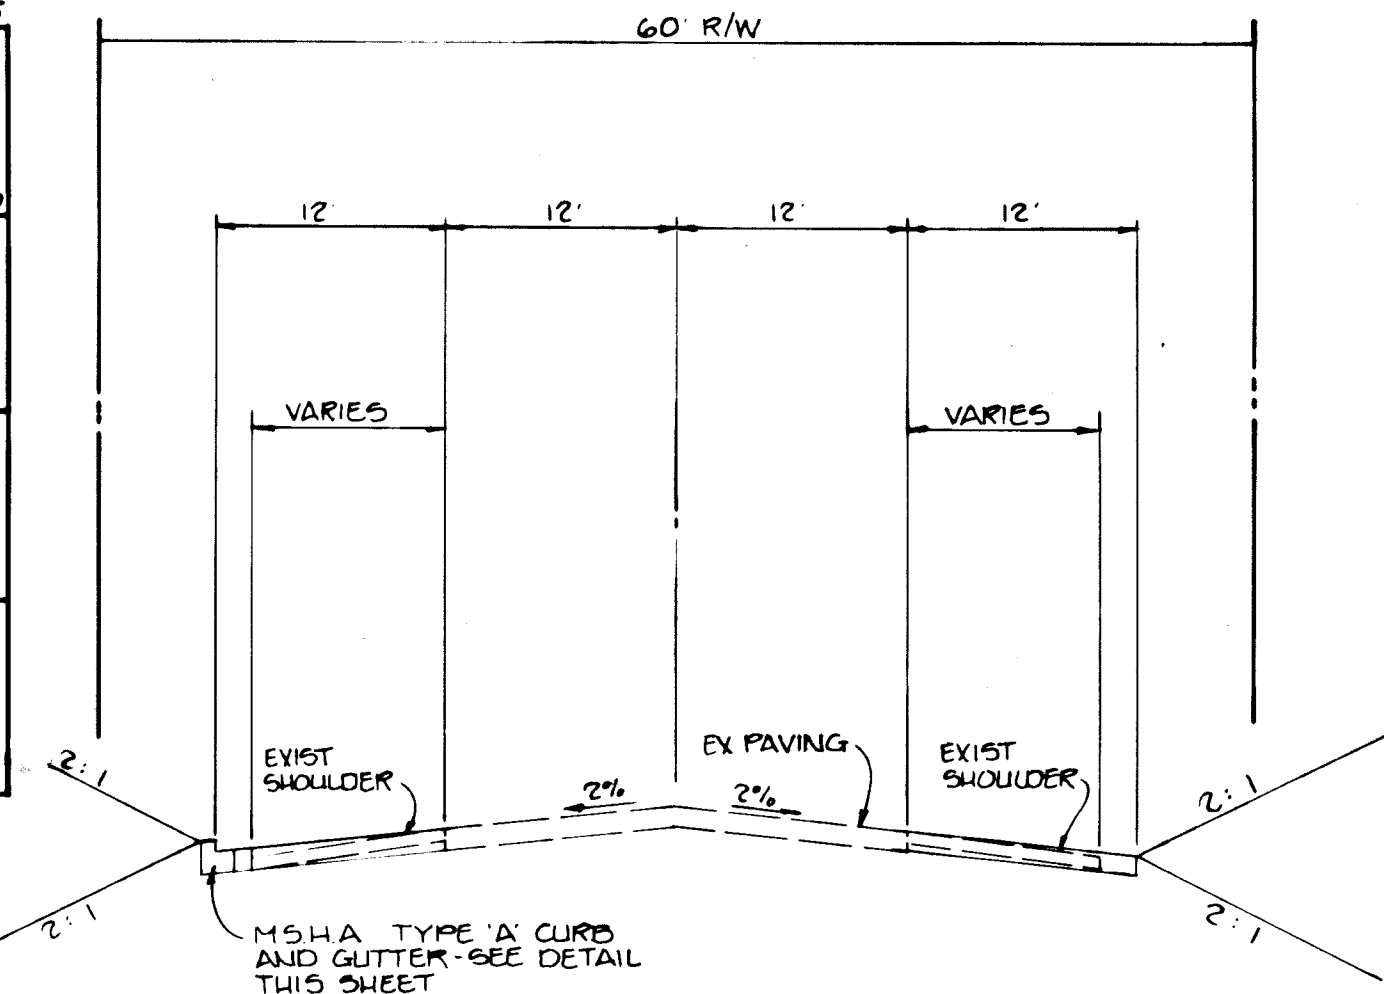 60' R/W
12'
12'
12'
12'
VARIES
VARIES
EXIST
SHOULDER
2%
2%
EX PAVING
EXIST
SHOULDER
2:1
2:1
2:1
2:1
M.S.H.A TYPE 'A' CURB
AND GUTTER - SEE DETAIL
THIS SHEET